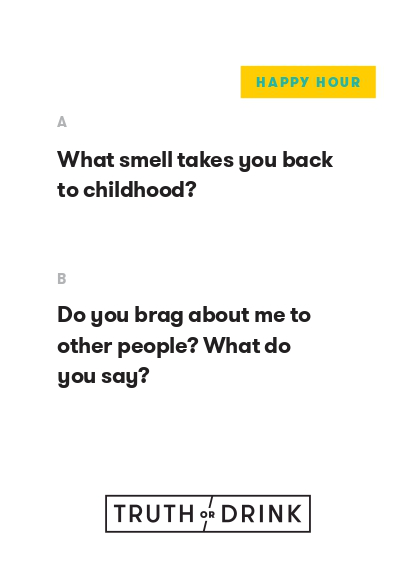 HAPPY HOUR
A
What smell takes you back
to childhood?
B
Do you brag about me to
other people? What do
you say?
TRUTH OR DRINK